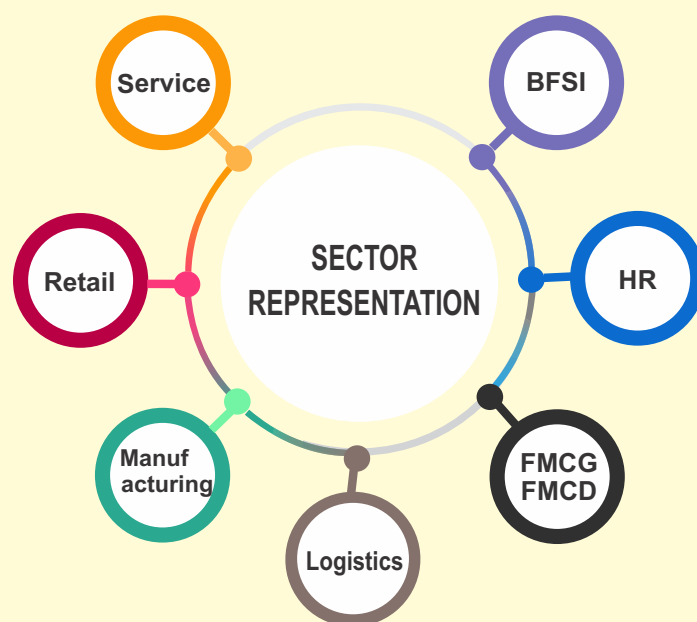 Service
BFSI
Retail
SECTOR
REPRESENTATION
HR
Manuf
acturing
FMCG
FMCD
Logistics